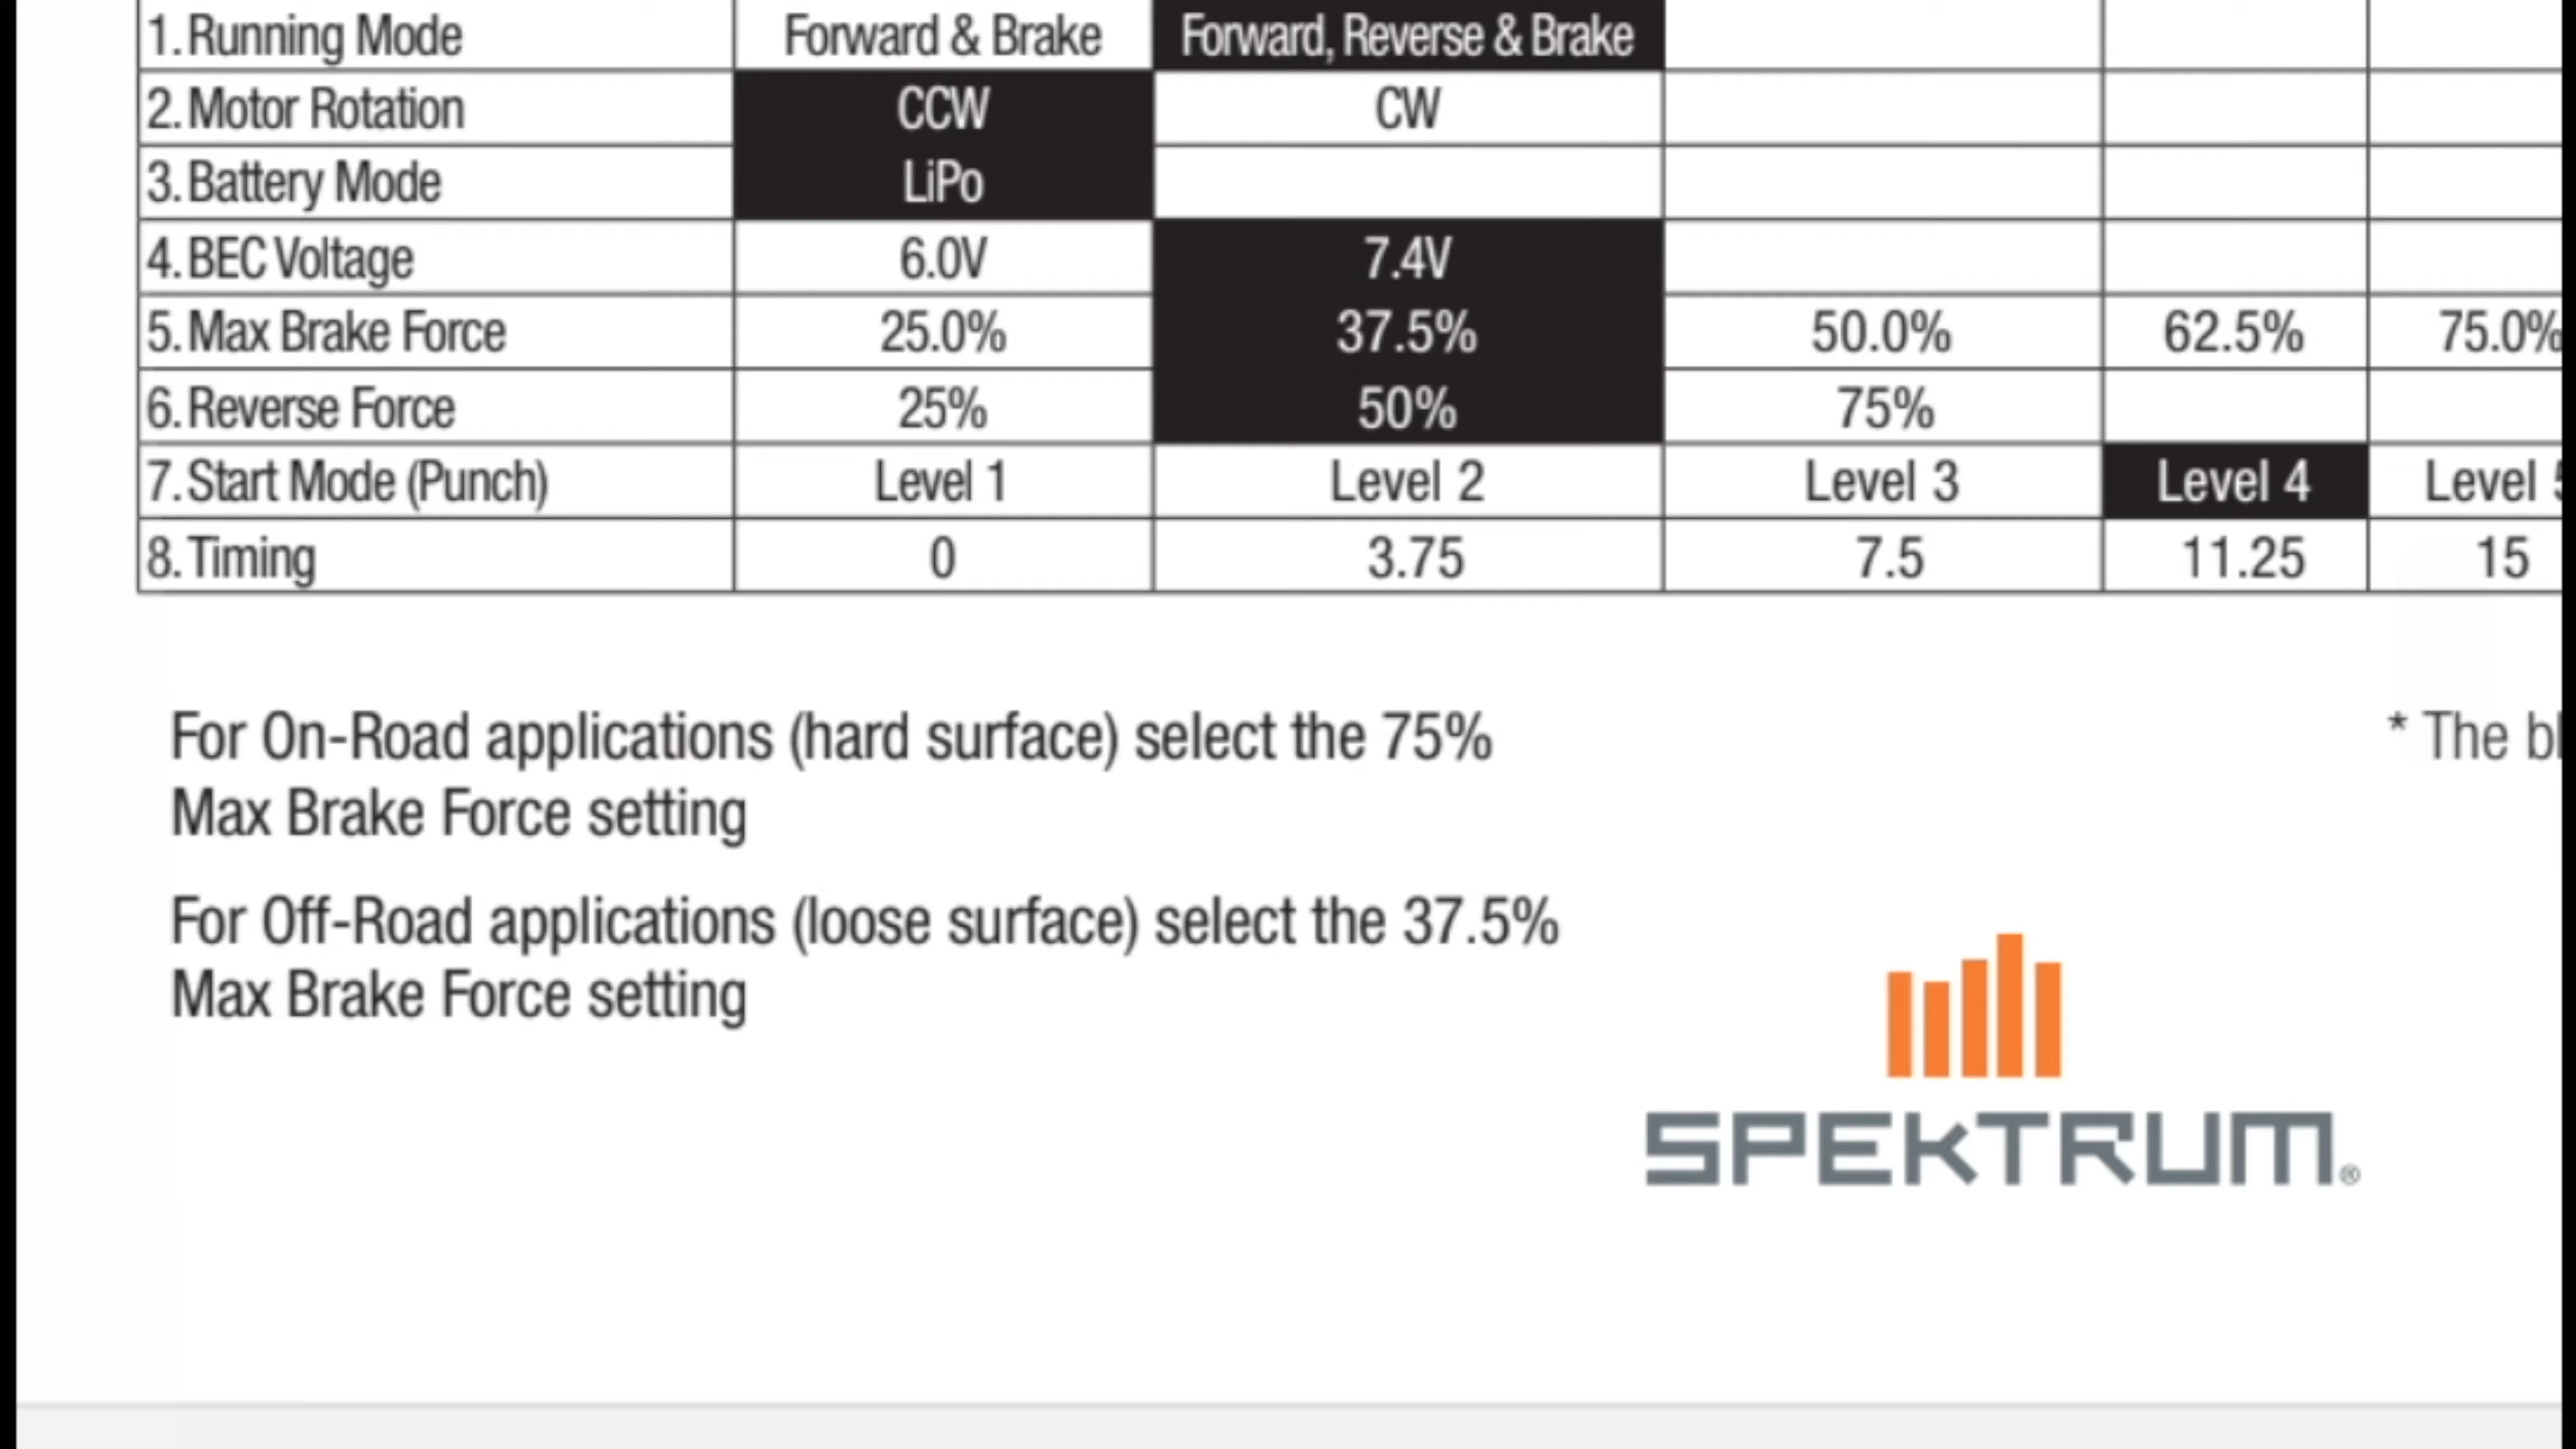 1. Running Mode Forward & Brake Forward, Reverse & Brake
2. Motor Rotation CCW CW
3. Battery Mode LiPo
4. BEC Voltage 6.0V 7.4V
5. Max Brake Force 25.0% 37.5% 50.0% 62.5% 75.0%
6. Reverse Force 25% 50% 75%
7. Start Mode (Punch) Level 1 Level 2 Level 3 Level 4 Level
8. Timing 0 3.75 7.5 11.25 15
For On-Road applications (hard surface) select the 75%
Max Brake Force setting
* The
For Off-Road applications (loose surface) select the 37.5%
Max Brake Force setting
SPEKTRUM®